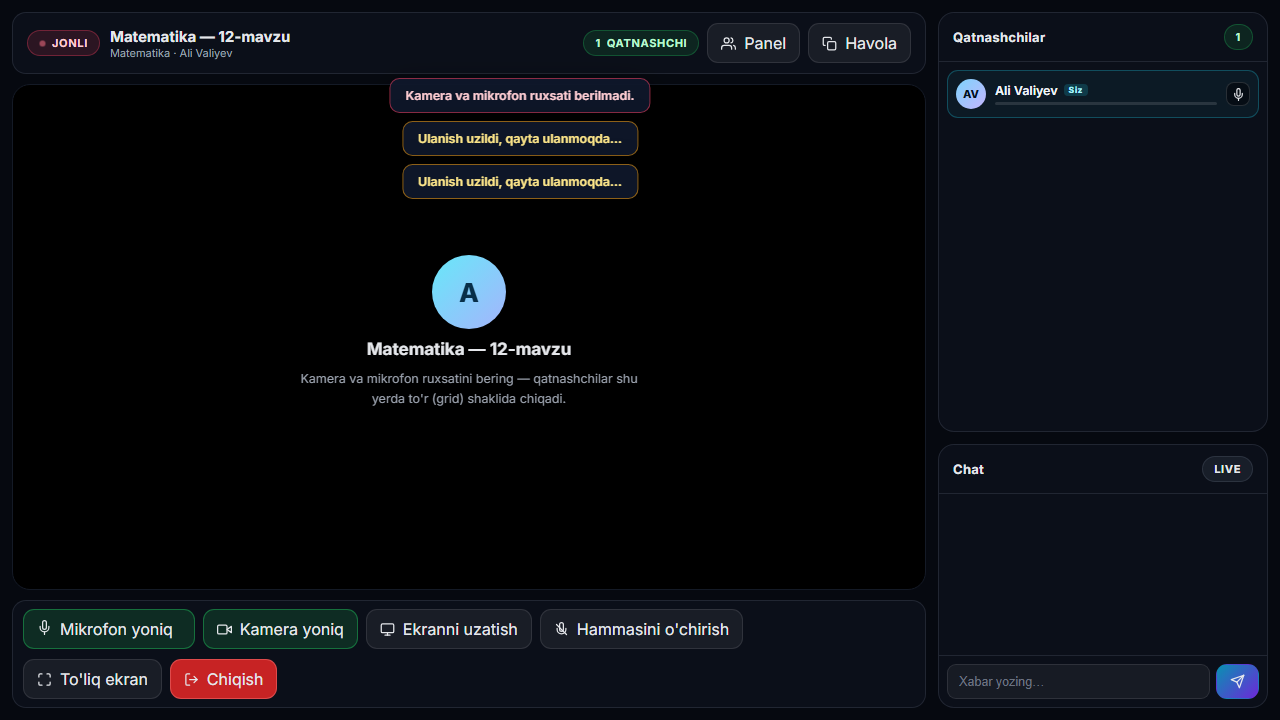 JONLI
Matematika — 12-mavzu
Matematika · Ali Valiyev
1 QATNASHCHI
Panel
Havola
Kamera va mikrofon ruxsati berilmadi.
Ulanish uzildi, qayta ulanmoqda...
Ulanish uzildi, qayta ulanmoqda...
A
Matematika — 12-mavzu
Kamera va mikrofon ruxsatini bering — qatnashchilar shu
yerda to'r (grid) shaklida chiqadi.
Mikrofon yoniq
Kamera yoniq
Ekranni uzatish
Hammasini o'chirish
To'liq ekran
Chiqish
Qatnashchilar
1
AV
Ali Valiyev
Siz
Chat
LIVE
Xabar yozing...